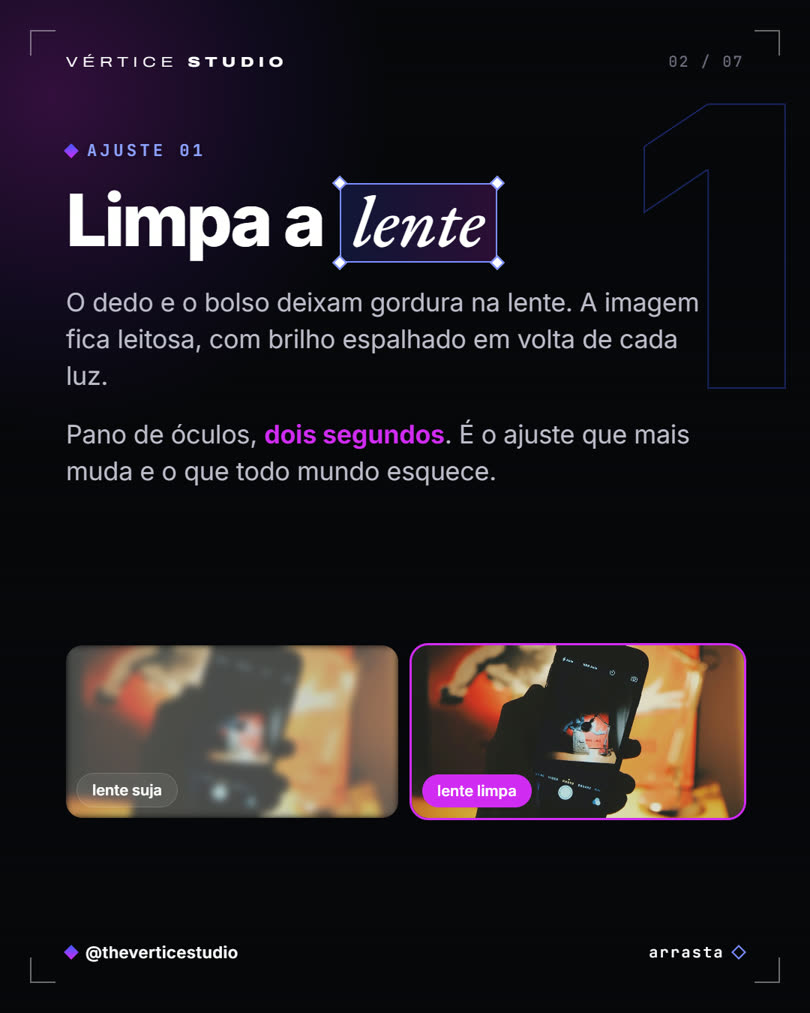 VÉRTICE STUDIO
02 / 07
AJUSTE 01
1
Limpa a lente
O dedo e o bolso deixam gordura na lente. A imagem
fica leitosa, com brilho espalhado em volta de cada
luz.
Pano de óculos, dois segundos. É o ajuste que mais
muda e o que todo mundo esquece.
lente suja
lente limpa
@theverticestudio
arrasta